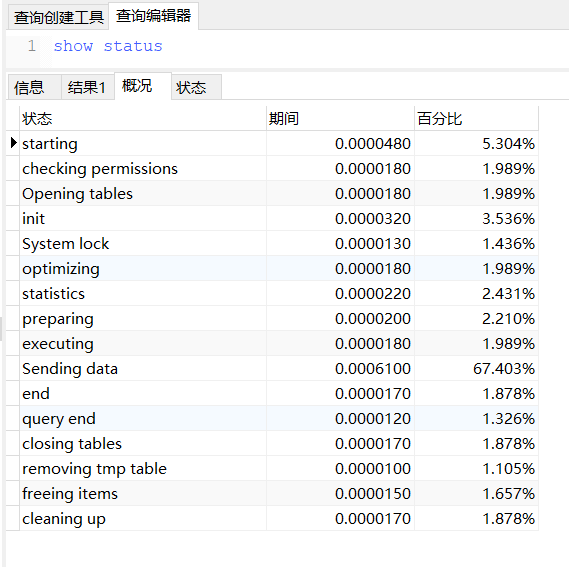 查询创建工具 查询编辑器
1 show status
信息 结果1 概况 状态
状态 期间 百分比
starting 0.0000480 5.304%
checking permissions 0.0000180 1.989%
Opening tables 0.0000180 1.989%
init 0.0000320 3.536%
System lock 0.0000130 1.436%
optimizing 0.0000180 1.989%
statistics 0.0000220 2.431%
preparing 0.0000200 2.210%
executing 0.0000180 1.989%
Sending data 0.0006100 67.403%
end 0.0000170 1.878%
query end 0.0000120 1.326%
closing tables 0.0000170 1.878%
removing tmp table 0.0000100 1.105%
freeing items 0.0000150 1.657%
cleaning up 0.0000170 1.878%